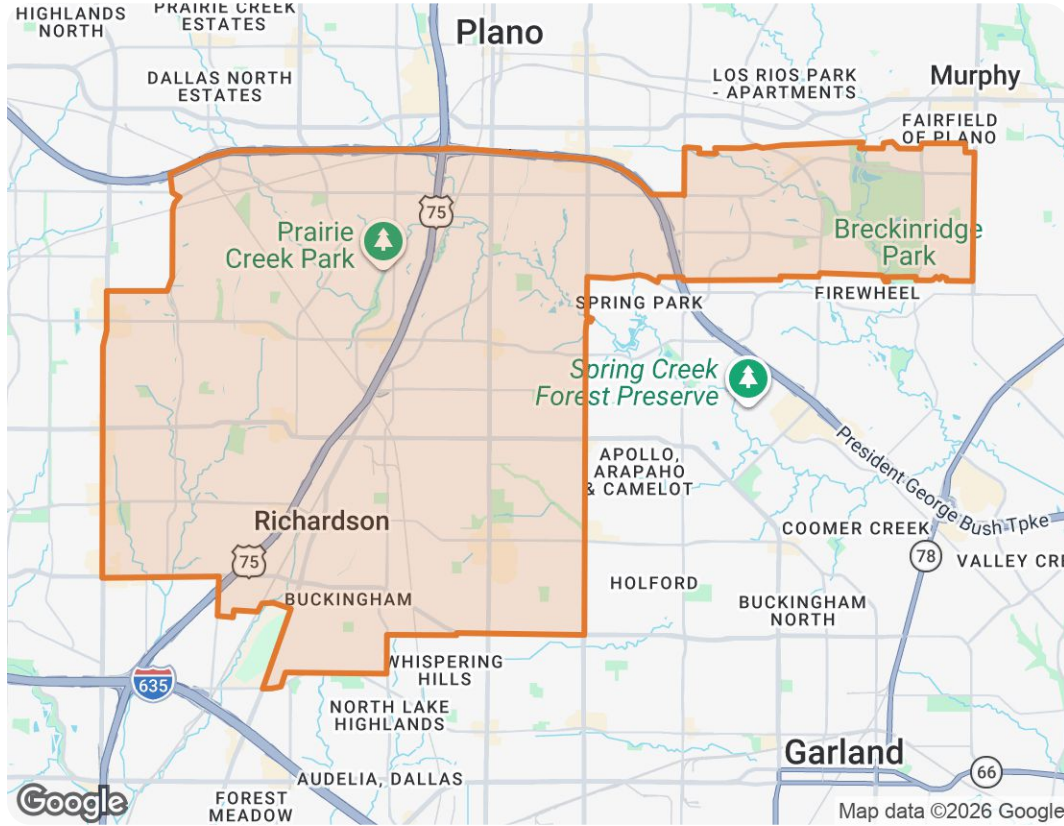 HIGHLANDS
NORTH
PRAIRIE CREEK
ESTATES
Plano
DALLAS NORTH
ESTATES
LOS RIOS PARK
- APARTMENTS
Murphy
FAIRFIELD
OF PLANO
75
Prairie
Creek Park
Breckinridge
Park
SPRING PARK
FIREWHEEL
Spring Creek
Forest Preserve
President George Bush Tpke
APOLLO,
ARAPAHO
& CAMELOT
Richardson
COOMER CREEK
78
VALLEY CRE
75
HOLFORD
BUCKINGHAM
BUCKINGHAM
NORTH
WHISPERING
HILLS
635
NORTH LAKE
HIGHLANDS
Garland
AUDELIA, DALLAS
66
FOREST
MEADOW
Google
Map data ©2026 Google